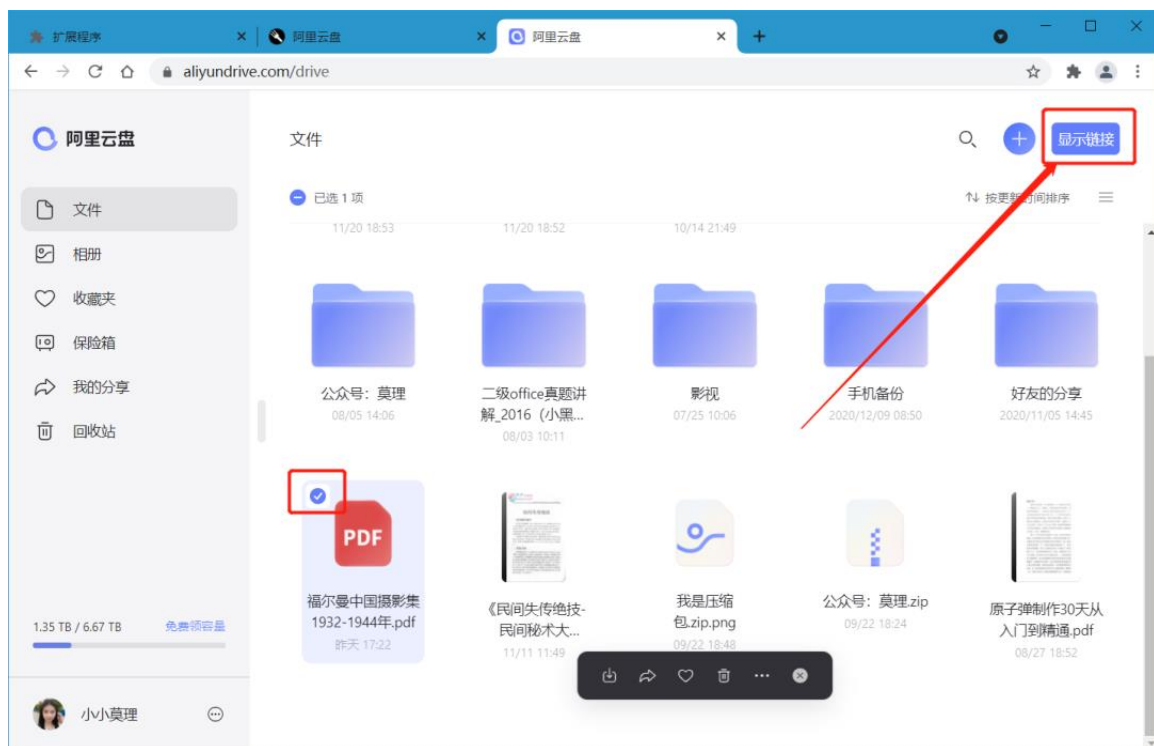 扩展程序
阿里云盘
阿里云盘
aliyundrive.com/drive
阿里云盘
文件
相册
收藏夹
保险箱
我的分享
回收站
1.35 TB / 6.67 TB 免费领容量
小小莫理
文件
显示链接
已选 1 项
按更新时间排序
11/20 18:53
11/20 18:52
10/14 21:49
公众号：莫理
08/05 14:06
二级office真题讲
解_2016（小黑...
08/03 10:11
影视
07/25 10:06
手机备份
2020/12/09 08:50
好友的分享
2020/11/05 14:45
PDF
福尔曼中国摄影集
1932-1944年.pdf
昨天 17:22
《民间失传绝技-
民间秘术大...
11/11 11:49
我是压缩
包.zip.png
09/22 18:48
公众号：莫理.zip
09/22 18:24
原子弹制作30天从
入门到精通.pdf
08/27 18:52